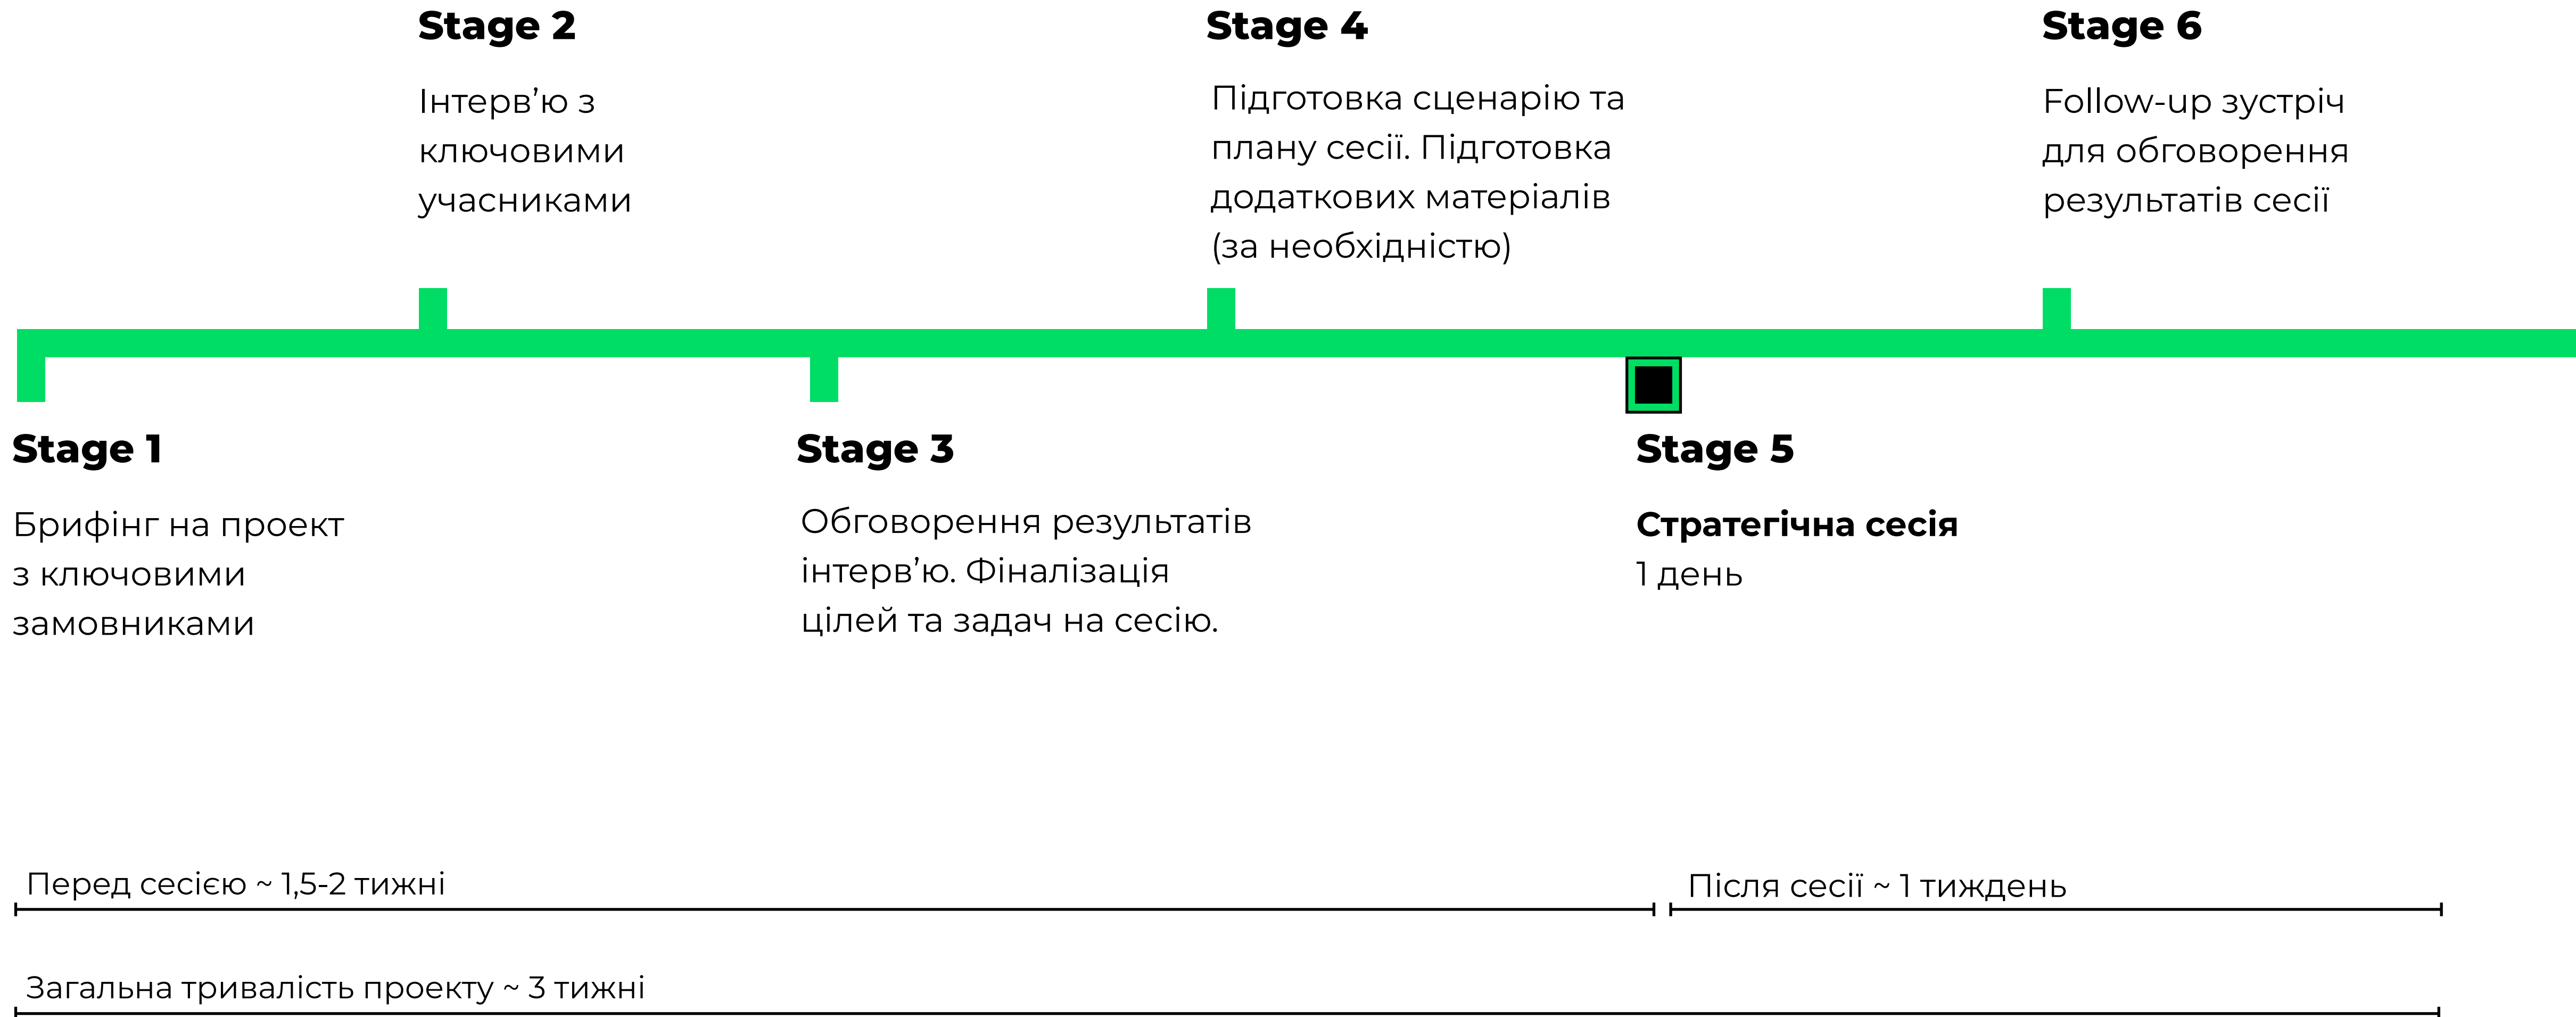 Stage 2
Інтерв’ю з
ключовими
учасниками
Stage 4
Підготовка сценарію та
плану сесії. Підготовка
додаткових матеріалів
(за необхідністю)
Stage 6
Follow-up зустріч
для обговорення
результатів сесії
Stage 1
Брифінг на проект
з ключовими
замовниками
Stage 3
Обговорення результатів
інтерв’ю. Фіналізація
цілей та задач на сесію.
Stage 5
Стратегічна сесія
1 день
Перед сесією ~ 1,5-2 тижні
Після сесії ~ 1 тиждень
Загальна тривалість проекту ~ 3 тижні